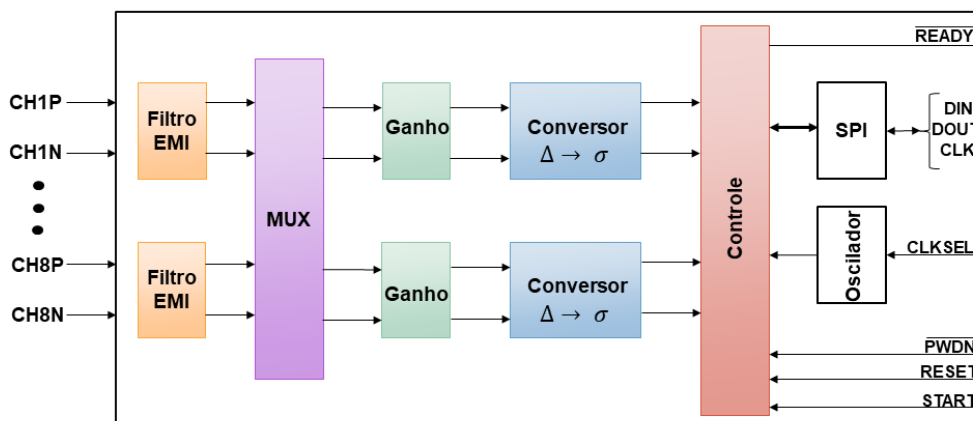 CH1P
CH1N
CH8P
CH8N
Filtro
EMI
Filtro
EMI
MUX
Ganho
Ganho
Conversor
Δ → σ
Conversor
Δ → σ
Controle
READY
SPI
DIN
DOUT
CLK
Oscilador
CLKSEL
PWDN
RESET
START